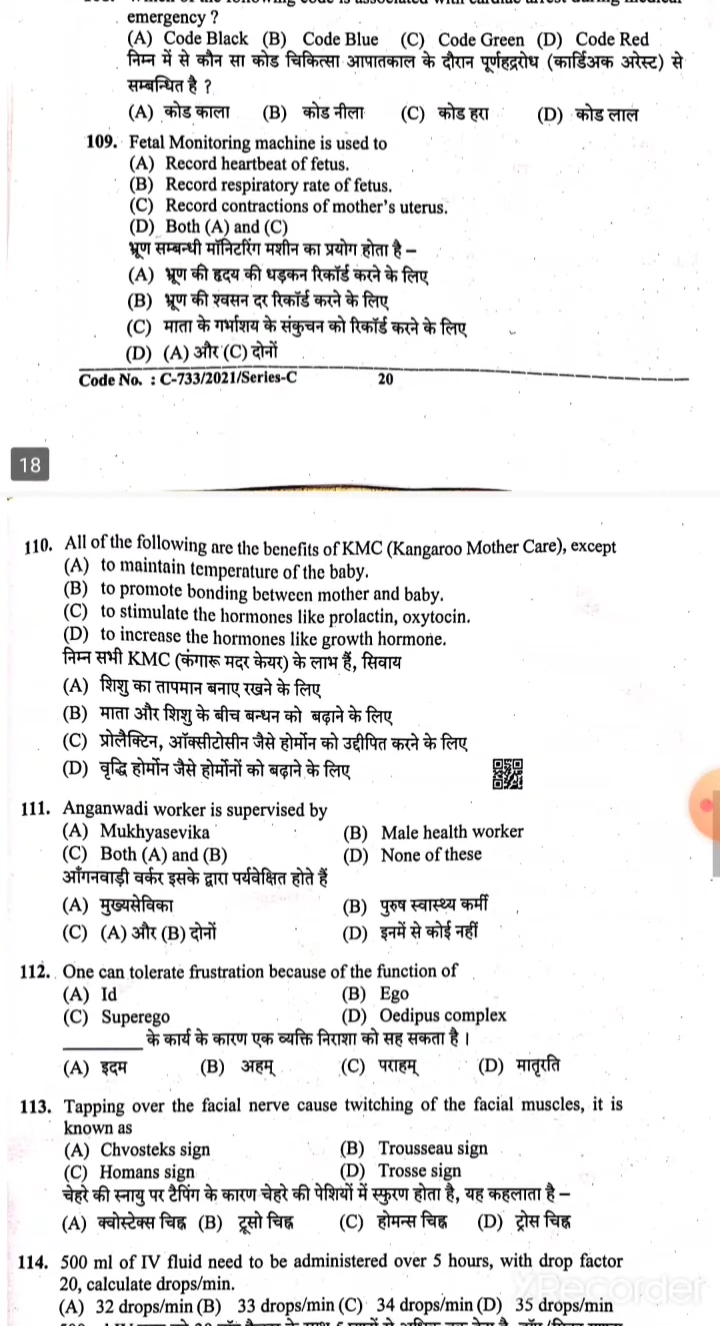 emergency ?
(A) Code Black (B) Code Blue (C) Code Green (D) Code Red
निम्न में से कौन सा कोड चिकित्सा आपातकाल के दौरान पूर्णहृद्रोध (कार्डिअक अरेस्ट) से
सम्बन्धित है ?
(A) कोड काला (B) कोड नीला (C) कोड हरा (D) कोड लाल
109. Fetal Monitoring machine is used to
(A) Record heartbeat of fetus.
(B) Record respiratory rate of fetus.
(C) Record contractions of mother's uterus.
(D) Both (A) and (C)
भ्रूण सम्बन्धी मॉनिटरिंग मशीन का प्रयोग होता है –
(A) भ्रूण की हृदय की धड़कन रिकॉर्ड करने के लिए
(B) भ्रूण की श्वसन दर रिकॉर्ड करने के लिए
(C) माता के गर्भाशय के संकुचन को रिकॉर्ड करने के लिए
(D) (A) और (C) दोनों
Code No. : C-733/2021/Series-C 20
18
110. All of the following are the benefits of KMC (Kangaroo Mother Care), except
(A) to maintain temperature of the baby.
(B) to promote bonding between mother and baby.
(C) to stimulate the hormones like prolactin, oxytocin.
(D) to increase the hormones like growth hormone.
निम्न सभी KMC (कंगारू मदर केयर) के लाभ हैं, सिवाय
(A) शिशु का तापमान बनाए रखने के लिए
(B) माता और शिशु के बीच बन्धन को बढ़ाने के लिए
(C) प्रोलैक्टिन, ऑक्सीटोसीन जैसे होर्मोन को उद्दीपित करने के लिए
(D) वृद्धि होर्मोन जैसे होर्मोनों को बढ़ाने के लिए
111. Anganwadi worker is supervised by
(A) Mukhyasevika (B) Male health worker
(C) Both (A) and (B) (D) None of these
आँगनवाड़ी वर्कर इसके द्वारा पर्यवेक्षित होते हैं
(A) मुख्यसेविका (B) पुरुष स्वास्थ्य कर्मी
(C) (A) और (B) दोनों (D) इनमें से कोई नहीं
112. One can tolerate frustration because of the function of
(A) Id (B) Ego
(C) Superego (D) Oedipus complex
________ के कार्य के कारण एक व्यक्ति निराशा को सह सकता है ।
(A) इदम (B) अहम् (C) पराहम् (D) मातृरति
113. Tapping over the facial nerve cause twitching of the facial muscles, it is
known as
(A) Chvosteks sign (B) Trousseau sign
(C) Homans sign (D) Trosse sign
चेहरे की स्नायु पर टैपिंग के कारण चेहरे की पेशियों में स्फुरण होता है, यह कहलाता है –
(A) क्वोस्टेक्स चिह्न (B) ट्रूसो चिह्न (C) होमन्स चिह्न (D) ट्रोस चिह्न
114. 500 ml of IV fluid need to be administered over 5 hours, with drop factor
20, calculate drops/min.
(A) 32 drops/min (B) 33 drops/min (C) 34 drops/min (D) 35 drops/min
XRecorder